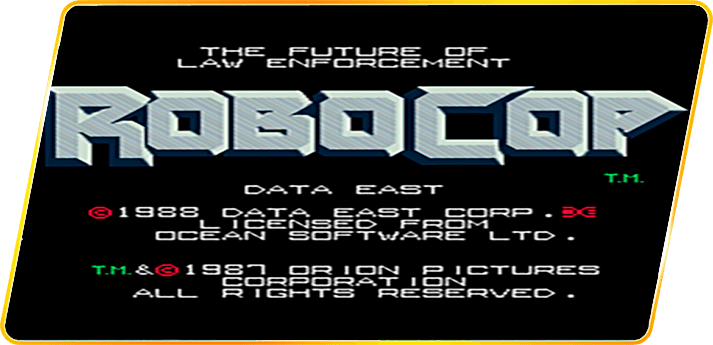 THE FUTURE OF
LAW ENFORCEMENT
ROBOCOP
T.M.
DATA EAST
©1988 DATA EAST CORP.
LICENSED FROM
OCEAN SOFTWARE LTD.
T.M.&©1987 ORION PICTURES
CORPORATION
ALL RIGHTS RESERVED.